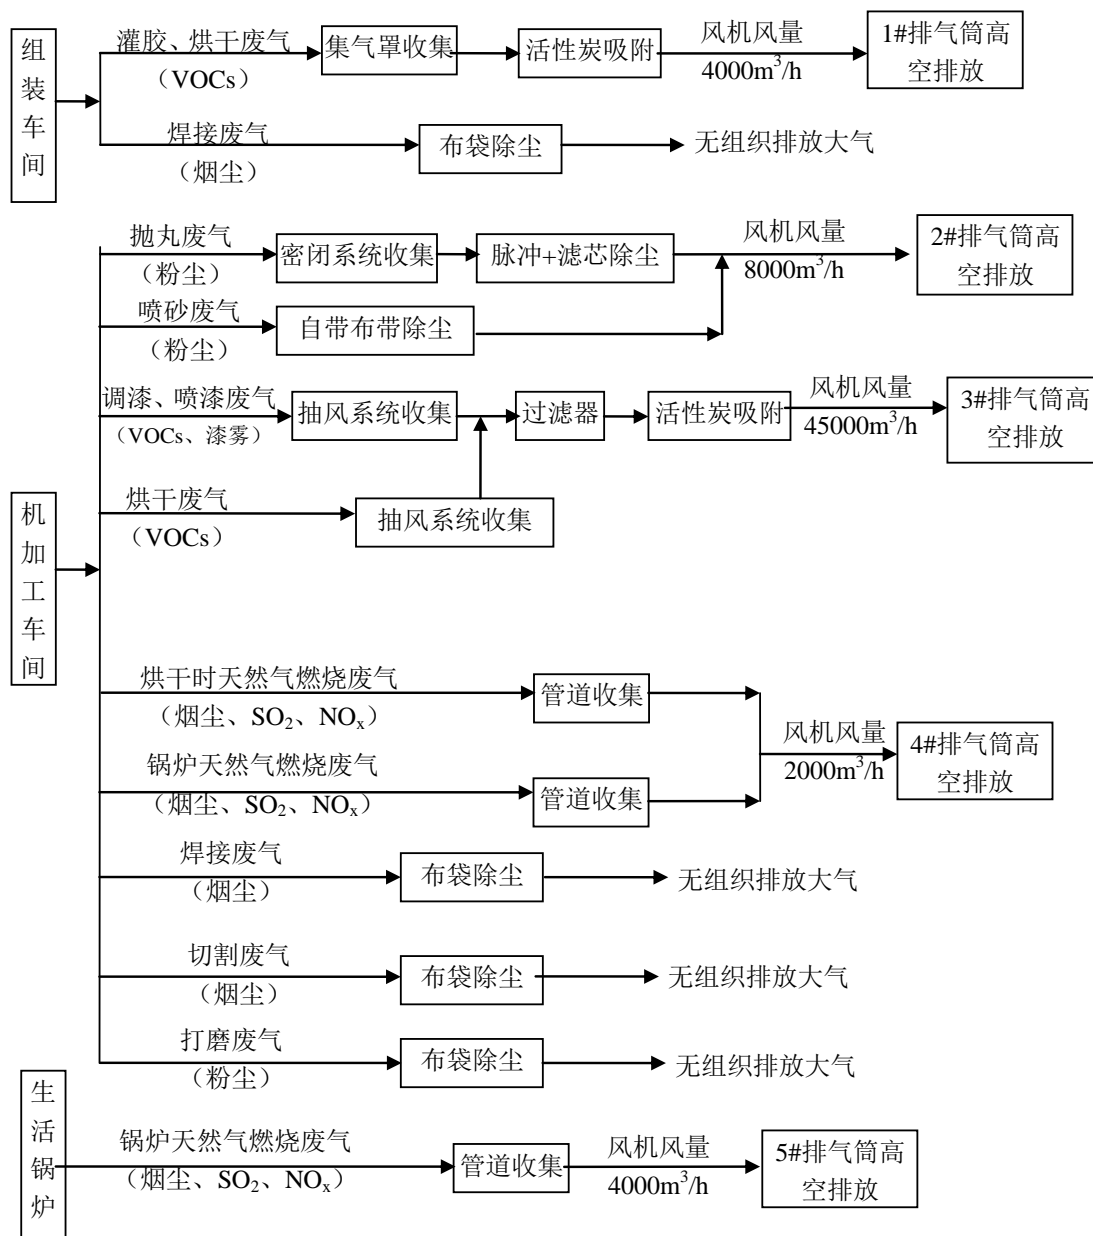 组装车间
灌胶、烘干废气
（VOCs）
集气罩收集
活性炭吸附
风机风量
4000m³/h
1#排气筒高
空排放
焊接废气
（烟尘）
布袋除尘
无组织排放大气
机加工车间
抛丸废气
（粉尘）
密闭系统收集
脉冲+滤芯除尘
风机风量
8000m³/h
2#排气筒高
空排放
喷砂废气
（粉尘）
自带布带除尘
调漆、喷漆废气
（VOCs、漆雾）
抽风系统收集
过滤器
活性炭吸附
风机风量
45000m³/h
3#排气筒高
空排放
烘干废气
（VOCs）
抽风系统收集
烘干时天然气燃烧废气
（烟尘、SO₂、NOₓ）
管道收集
风机风量
2000m³/h
4#排气筒高
空排放
锅炉天然气燃烧废气
（烟尘、SO₂、NOₓ）
管道收集
焊接废气
（烟尘）
布袋除尘
无组织排放大气
切割废气
（烟尘）
布袋除尘
无组织排放大气
打磨废气
（粉尘）
布袋除尘
无组织排放大气
生活锅炉
锅炉天然气燃烧废气
（烟尘、SO₂、NOₓ）
管道收集
风机风量
4000m³/h
5#排气筒高
空排放